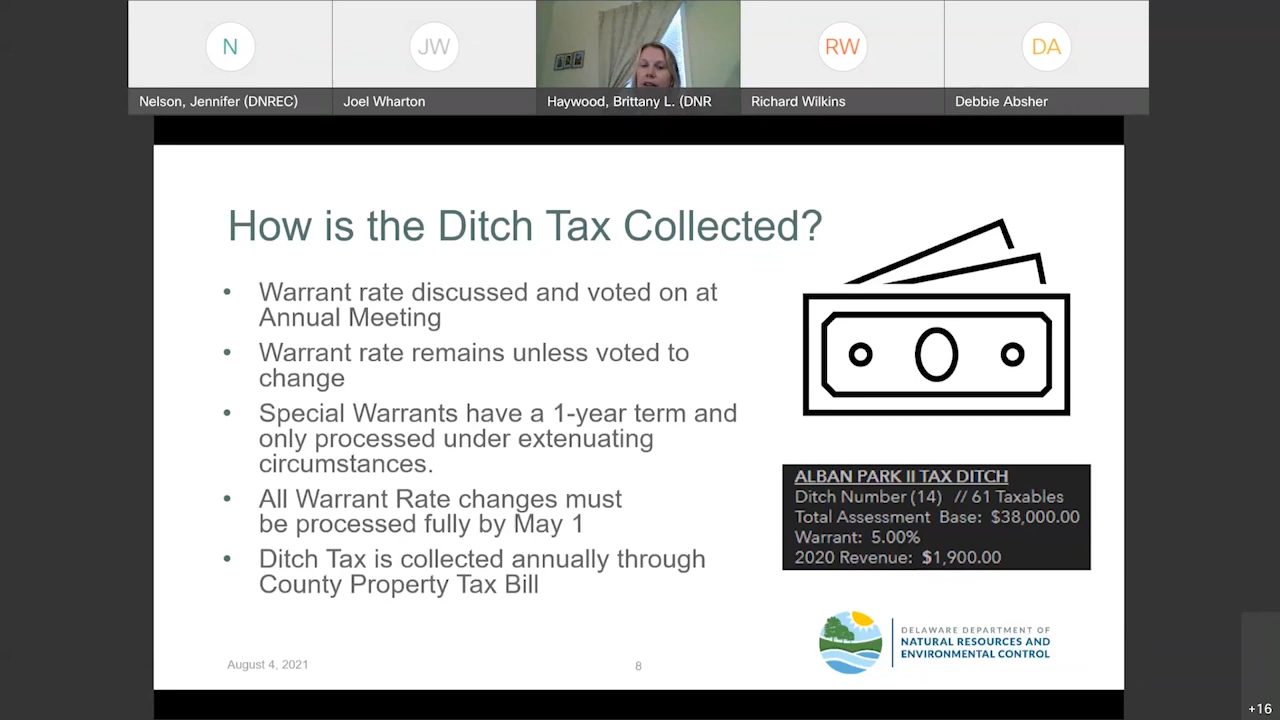 N
JW
RW
DA
Nelson, Jennifer (DNREC)
Joel Wharton
Haywood, Brittany L. (DNR
Richard Wilkins
Debbie Absher
How is the Ditch Tax Collected?
• Warrant rate discussed and voted on at
Annual Meeting
• Warrant rate remains unless voted to
change
• Special Warrants have a 1-year term and
only processed under extenuating
circumstances.
• All Warrant Rate changes must
be processed fully by May 1
• Ditch Tax is collected annually through
County Property Tax Bill
ALBAN PARK II TAX DITCH
Ditch Number (14) // 61 Taxables
Total Assessment Base: $38,000.00
Warrant: 5.00%
2020 Revenue: $1,900.00
DELAWARE DEPARTMENT OF
NATURAL RESOURCES AND
ENVIRONMENTAL CONTROL
August 4, 2021
8
+16